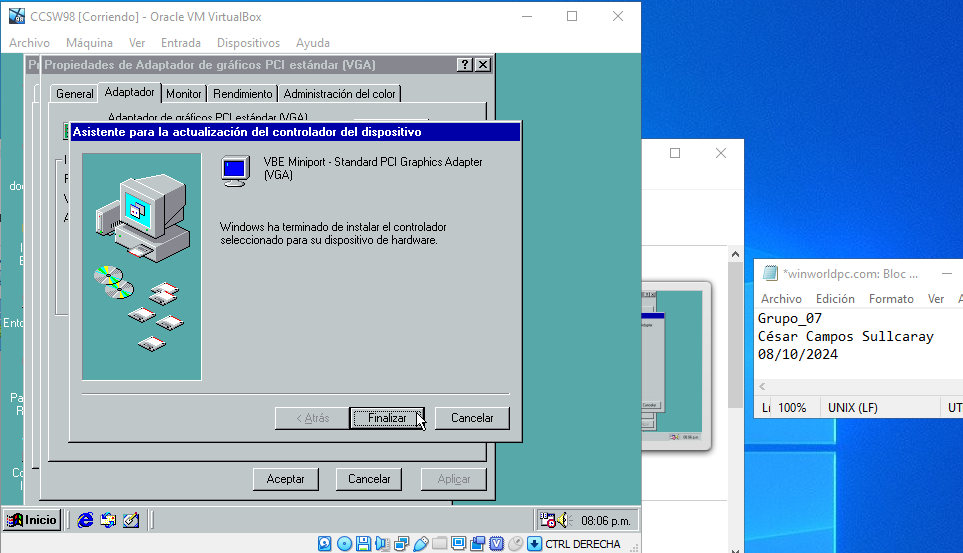 CCSW98 [Corriendo] - Oracle VM VirtualBox
Archivo Máquina Ver Entrada Dispositivos Ayuda
Propiedades de Adaptador de gráficos PCI estándar (VGA)
General Adaptador Monitor Rendimiento Administración del color
Adaptador de gráficos PCI estándar (VGA)
Asistente para la actualización del controlador del dispositivo
VBE Miniport - Standard PCI Graphics Adapter
(VGA)
Windows ha terminado de instalar el controlador
seleccionado para su dispositivo de hardware.
< Atrás Finalizar Cancelar
Aceptar Cancelar Aplicar
Inicio 08:06 p.m.
CTRL DERECHA
*winworldpc.com: Bloc ...
Archivo Edición Formato Ver
Grupo_07
César Campos Sullcaray
08/10/2024
100% UNIX (LF)